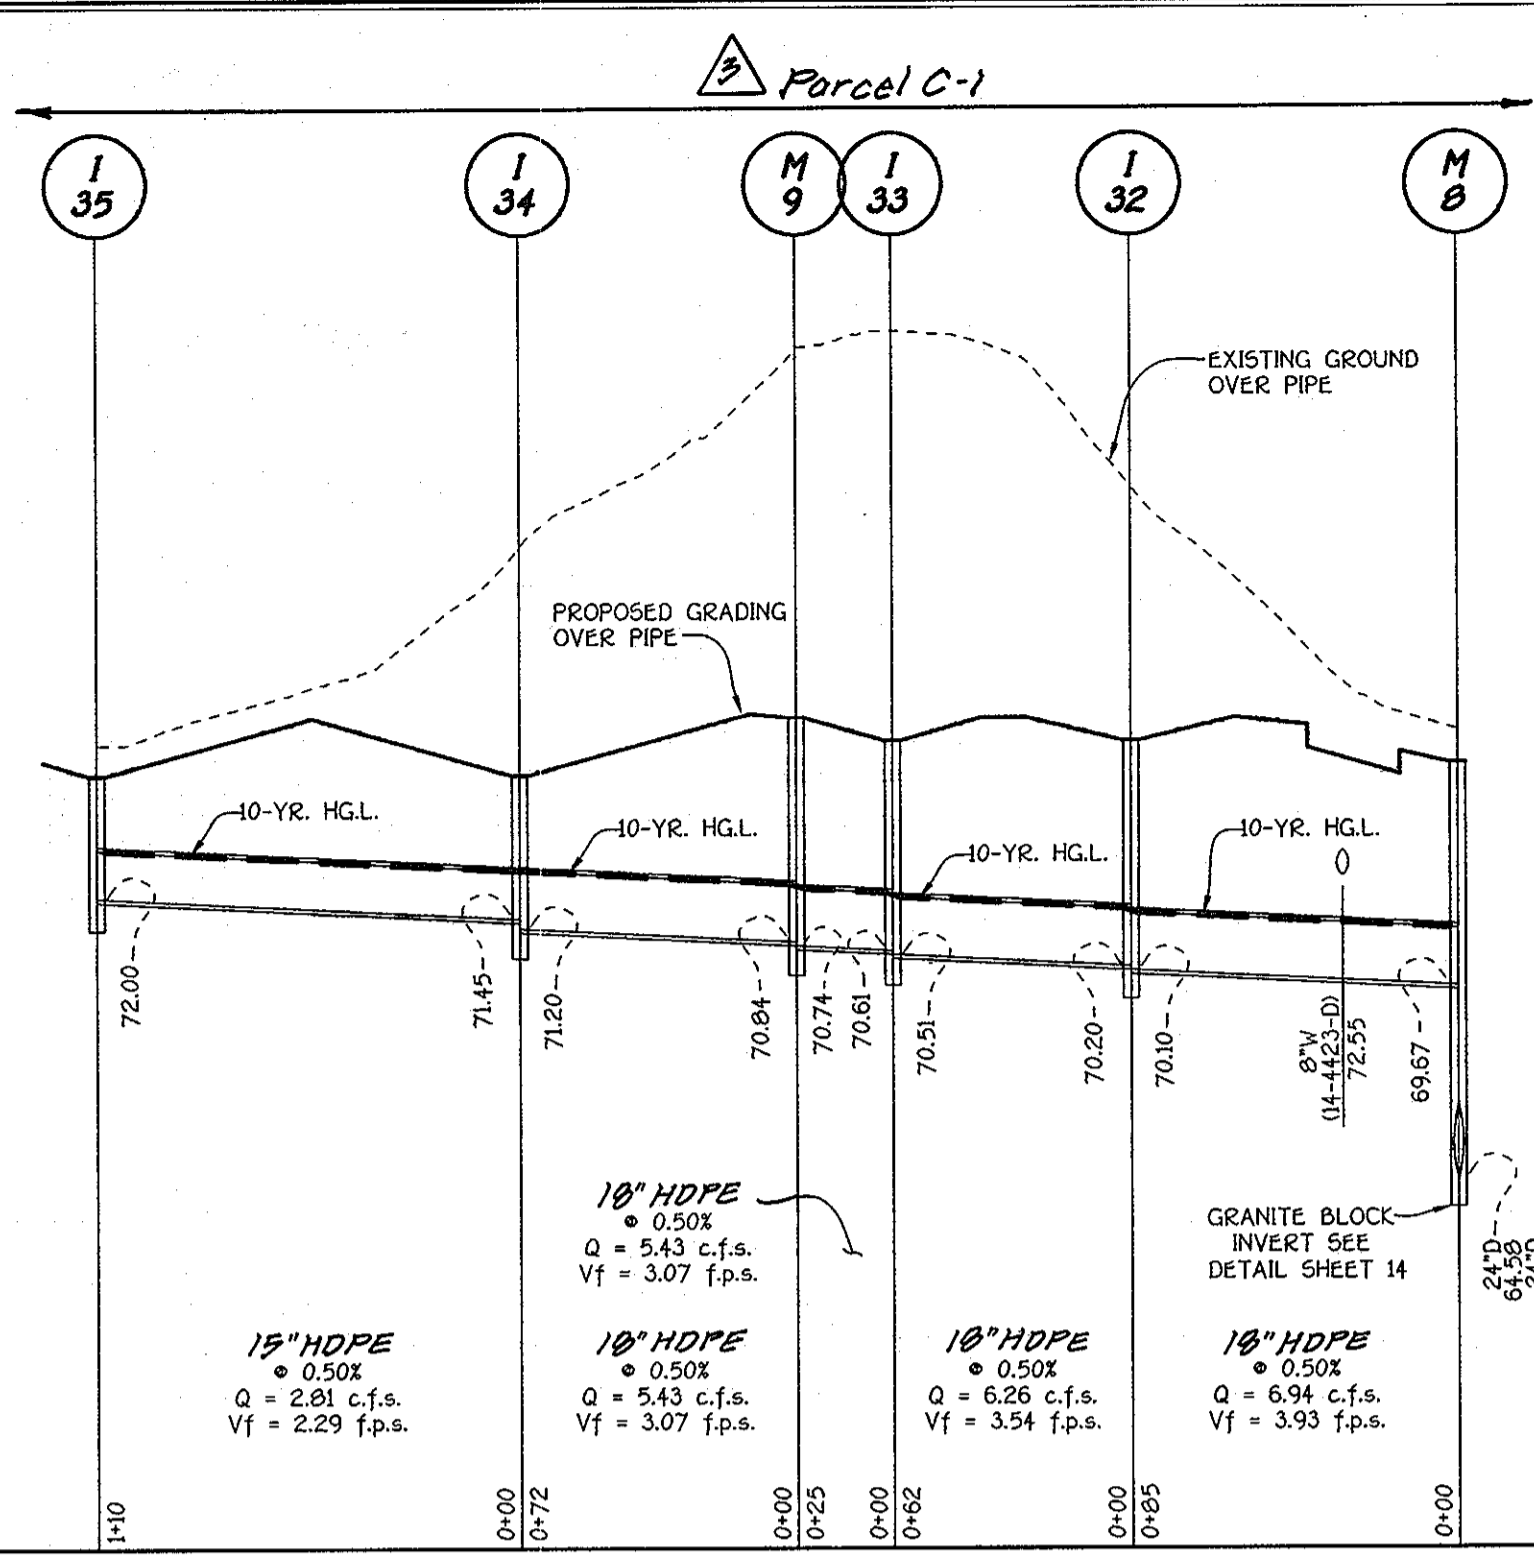 3 Parcel C-1
I
35
I
34
M
9
I
33
I
32
M
8
EXISTING GROUND
OVER PIPE
PROPOSED GRADING
OVER PIPE
10-YR. HG.L.
10-YR. HG.L.
10-YR. HG.L.
10-YR. HG.L.
72.00
71.45
71.20
70.84
70.74
70.61
70.51
70.20
70.10
8"W
(14-4423-D)
72.55
69.67
18" HDPE
@ 0.50%
Q = 5.43 c.f.s.
Vf = 3.07 f.p.s.
GRANITE BLOCK
INVERT SEE
DETAIL SHEET 14
24"D
64.58
24"D
15" HDPE
@ 0.50%
Q = 2.81 c.f.s.
Vf = 2.29 f.p.s.
18" HDPE
@ 0.50%
Q = 5.43 c.f.s.
Vf = 3.07 f.p.s.
18" HDPE
@ 0.50%
Q = 6.26 c.f.s.
Vf = 3.54 f.p.s.
18" HDPE
@ 0.50%
Q = 6.94 c.f.s.
Vf = 3.93 f.p.s.
1+10
0+00
0+72
0+00
0+25
0+00
0+62
0+00
0+85
0+00